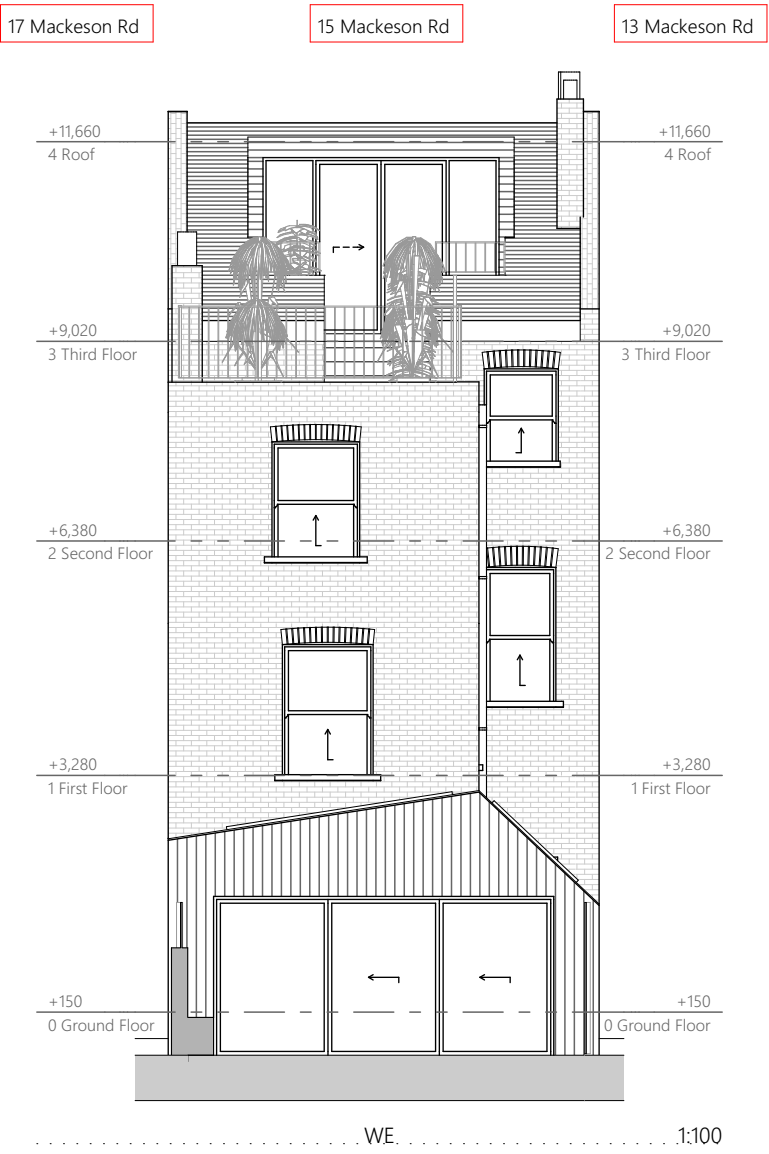 17 Mackeson Rd
15 Mackeson Rd
13 Mackeson Rd
+11,660
4 Roof
+11,660
4 Roof
+9,020
3 Third Floor
+9,020
3 Third Floor
+6,380
2 Second Floor
+6,380
2 Second Floor
+3,280
1 First Floor
+3,280
1 First Floor
+150
0 Ground Floor
+150
0 Ground Floor
WE 1:100